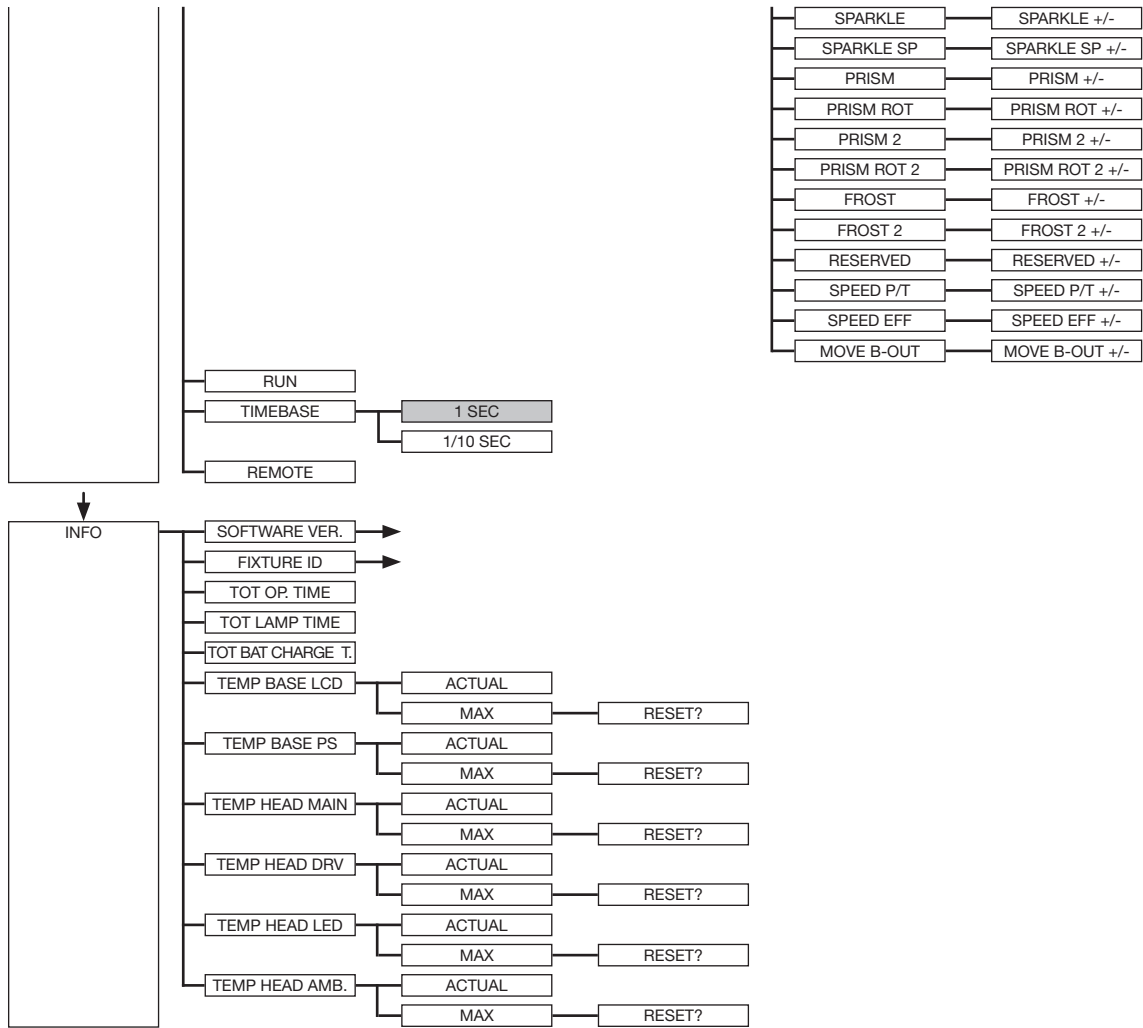 SPARKLE SPARKLE +/-
SPARKLE SP SPARKLE SP +/-
PRISM PRISM +/-
PRISM ROT PRISM ROT +/-
PRISM 2 PRISM 2 +/-
PRISM ROT 2 PRISM ROT 2 +/-
FROST FROST +/-
FROST 2 FROST 2 +/-
RESERVED RESERVED +/-
SPEED P/T SPEED P/T +/-
SPEED EFF SPEED EFF +/-
MOVE B-OUT MOVE B-OUT +/-
RUN
TIMEBASE 1 SEC
1/10 SEC
REMOTE
INFO SOFTWARE VER.
FIXTURE ID
TOT OP. TIME
TOT LAMP TIME
TOT BAT CHARGE T.
TEMP BASE LCD ACTUAL
MAX RESET?
TEMP BASE PS ACTUAL
MAX RESET?
TEMP HEAD MAIN ACTUAL
MAX RESET?
TEMP HEAD DRV ACTUAL
MAX RESET?
TEMP HEAD LED ACTUAL
MAX RESET?
TEMP HEAD AMB. ACTUAL
MAX RESET?